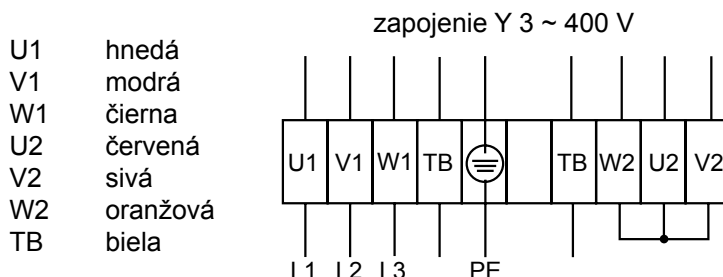 zapojenie Y 3 ~ 400 V
U1 hnedá
V1 modrá
W1 čierna
U2 červená
V2 sivá
W2 oranžová
TB biela
U1 V1 W1 TB TB W2 U2 V2
L1 L2 L3 PE